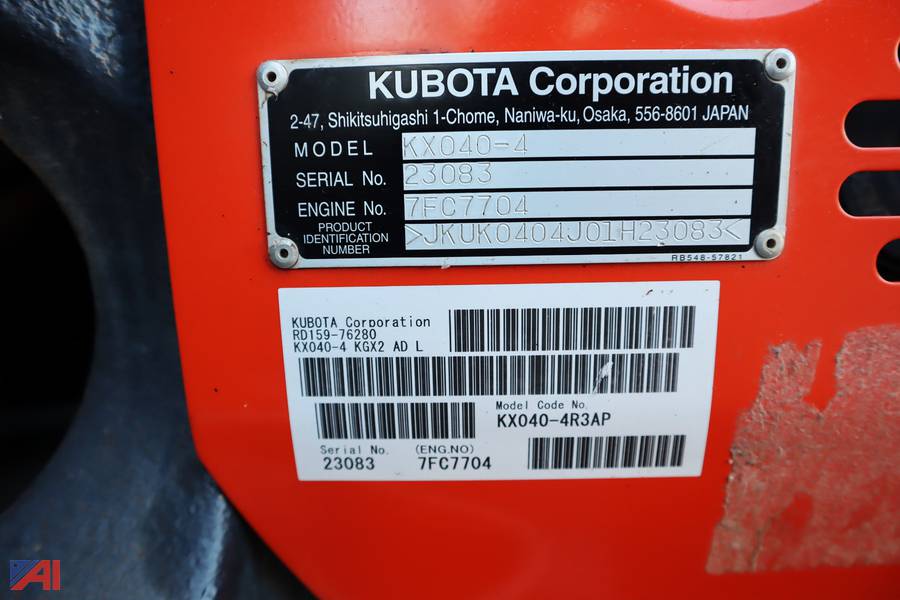 KUBOTA Corporation
2-47, Shikitsuhigashi 1-Chome, Naniwa-ku, Osaka, 556-8601 JAPAN
MODEL KX040-4
SERIAL No. 23083
ENGINE No. 7FC7704
PRODUCT IDENTIFICATION NUMBER >JKUK0404J01H23083<
RB548-57821
KUBOTA Corporation
RD159-76280
KX040-4 KGX2 AD L
Model Code No.
KX040-4R3AP
Serial No. (ENG.NO)
23083 7FC7704
AI